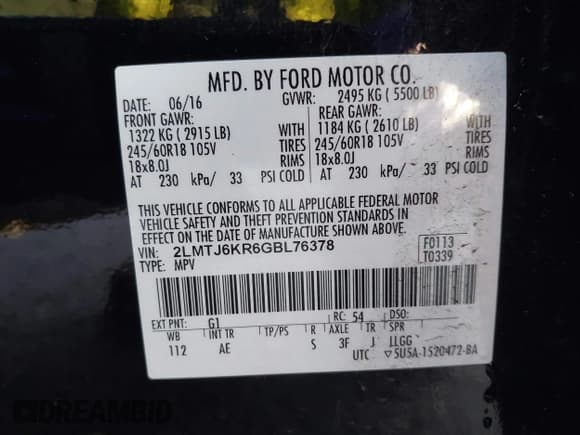 MFD. BY FORD MOTOR CO.
DATE: 06/16 GVWR: 2495 KG ( 5500 LB)
FRONT GAWR: REAR GAWR:
1322 KG ( 2915 LB) WITH 1184 KG ( 2610 LB) WITH
245/60R18 105V TIRES 245/60R18 105V TIRES
18x8.0J RIMS 18x8.0J RIMS
AT 230 kPa/ 33 PSI COLD AT 230 kPa/ 33 PSI COLD
THIS VEHICLE CONFORMS TO ALL APPLICABLE FEDERAL MOTOR
VEHICLE SAFETY AND THEFT PREVENTION STANDARDS IN
EFFECT ON THE DATE OF MANUFACTURE SHOWN ABOVE.
VIN: 2LMTJ6KR6GBL76378 F0113
TYPE: MPV T0339
EXT PNT: G1 RC: 54 DSO:
WB INT TR TP/PS R AXLE TR SPR
112 AE S 3F J LLGG
UTC ▽5U5A-1520472-BA
DREAMBID